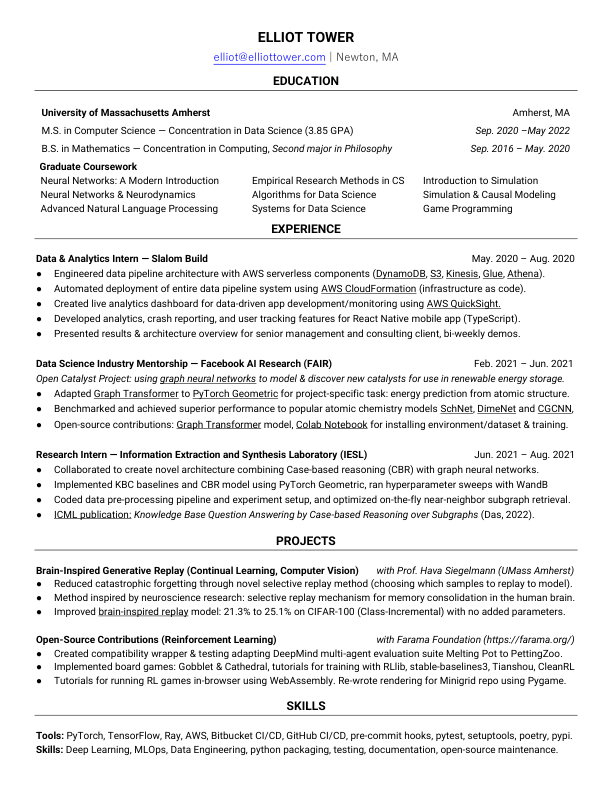 ELLIOT TOWER
elliot@elliottower.com | Newton, MA
EDUCATION
University of Massachusetts Amherst Amherst, MA
M.S. in Computer Science — Concentration in Data Science (3.85 GPA) Sep. 2020 –May 2022
B.S. in Mathematics — Concentration in Computing, Second major in Philosophy Sep. 2016 – May. 2020
Graduate Coursework
Neural Networks: A Modern Introduction Empirical Research Methods in CS Introduction to Simulation
Neural Networks & Neurodynamics Algorithms for Data Science Simulation & Causal Modeling
Advanced Natural Language Processing Systems for Data Science Game Programming
EXPERIENCE
Data & Analytics Intern — Slalom Build May. 2020 – Aug. 2020
● Engineered data pipeline architecture with AWS serverless components (DynamoDB, S3, Kinesis, Glue, Athena).
● Automated deployment of entire data pipeline system using AWS CloudFormation (infrastructure as code).
● Created live analytics dashboard for data-driven app development/monitoring using AWS QuickSight.
● Developed analytics, crash reporting, and user tracking features for React Native mobile app (TypeScript).
● Presented results & architecture overview for senior management and consulting client, bi-weekly demos.
Data Science Industry Mentorship — Facebook AI Research (FAIR) Feb. 2021 – Jun. 2021
Open Catalyst Project: using graph neural networks to model & discover new catalysts for use in renewable energy storage.
● Adapted Graph Transformer to PyTorch Geometric for project-specific task: energy prediction from atomic structure.
● Benchmarked and achieved superior performance to popular atomic chemistry models SchNet, DimeNet and CGCNN,
● Open-source contributions: Graph Transformer model, Colab Notebook for installing environment/dataset & training.
Research Intern — Information Extraction and Synthesis Laboratory (IESL) Jun. 2021 – Aug. 2021
● Collaborated to create novel architecture combining Case-based reasoning (CBR) with graph neural networks.
● Implemented KBC baselines and CBR model using PyTorch Geometric, ran hyperparameter sweeps with WandB
● Coded data pre-processing pipeline and experiment setup, and optimized on-the-fly near-neighbor subgraph retrieval.
● ICML publication: Knowledge Base Question Answering by Case-based Reasoning over Subgraphs (Das, 2022).
PROJECTS
Brain-Inspired Generative Replay (Continual Learning, Computer Vision) with Prof. Hava Siegelmann (UMass Amherst)
● Reduced catastrophic forgetting through novel selective replay method (choosing which samples to replay to model).
● Method inspired by neuroscience research: selective replay mechanism for memory consolidation in the human brain.
● Improved brain-inspired replay model: 21.3% to 25.1% on CIFAR-100 (Class-Incremental) with no added parameters.
Open-Source Contributions (Reinforcement Learning) with Farama Foundation (https://farama.org/)
● Created compatibility wrapper & testing adapting DeepMind multi-agent evaluation suite Melting Pot to PettingZoo.
● Implemented board games: Gobblet & Cathedral, tutorials for training with RLlib, stable-baselines3, Tianshou, CleanRL
● Tutorials for running RL games in-browser using WebAssembly. Re-wrote rendering for Minigrid repo using Pygame.
SKILLS
Tools: PyTorch, TensorFlow, Ray, AWS, Bitbucket CI/CD, GitHub CI/CD, pre-commit hooks, pytest, setuptools, poetry, pypi.
Skills: Deep Learning, MLOps, Data Engineering, python packaging, testing, documentation, open-source maintenance.